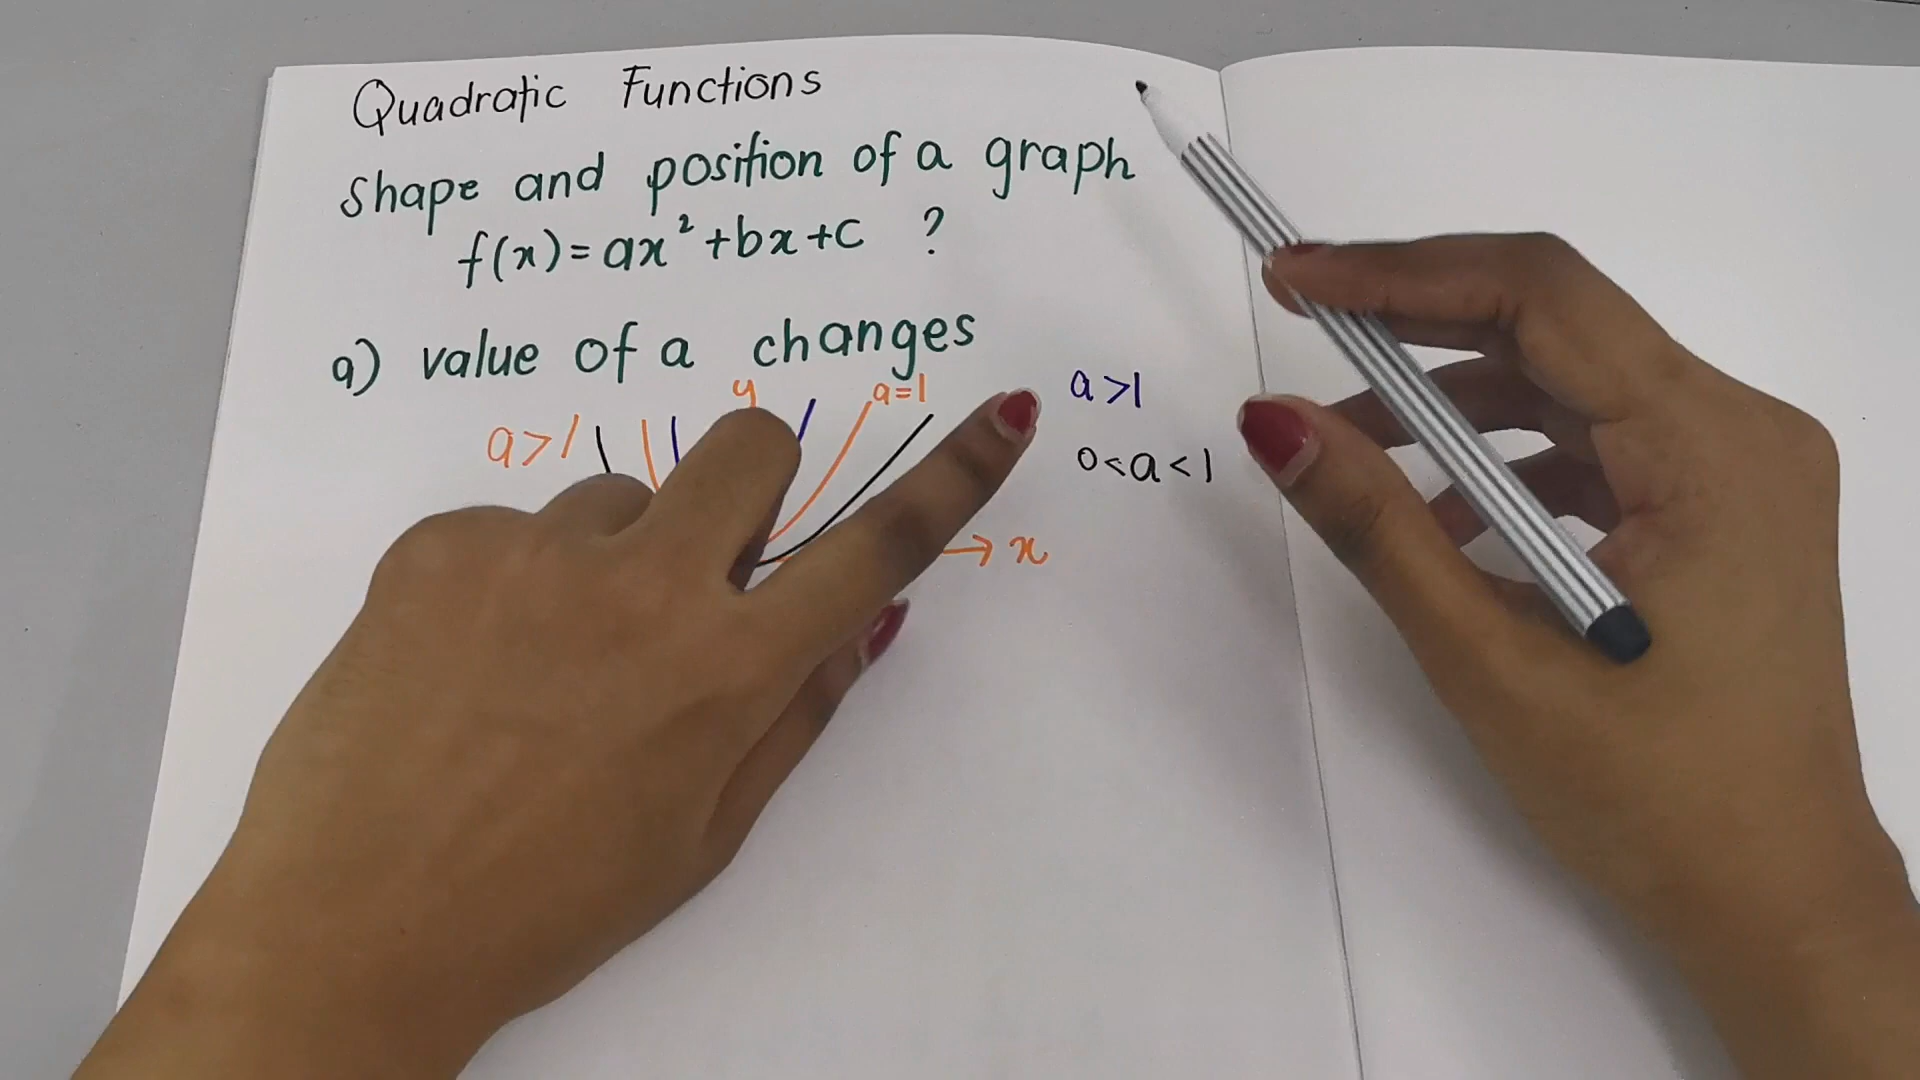 Quadratic Functions
Shape and position of a graph
f(x)=ax²+bx+c ?
a) value of a changes
y
a=1
a>1
a>1
0<a<1
x